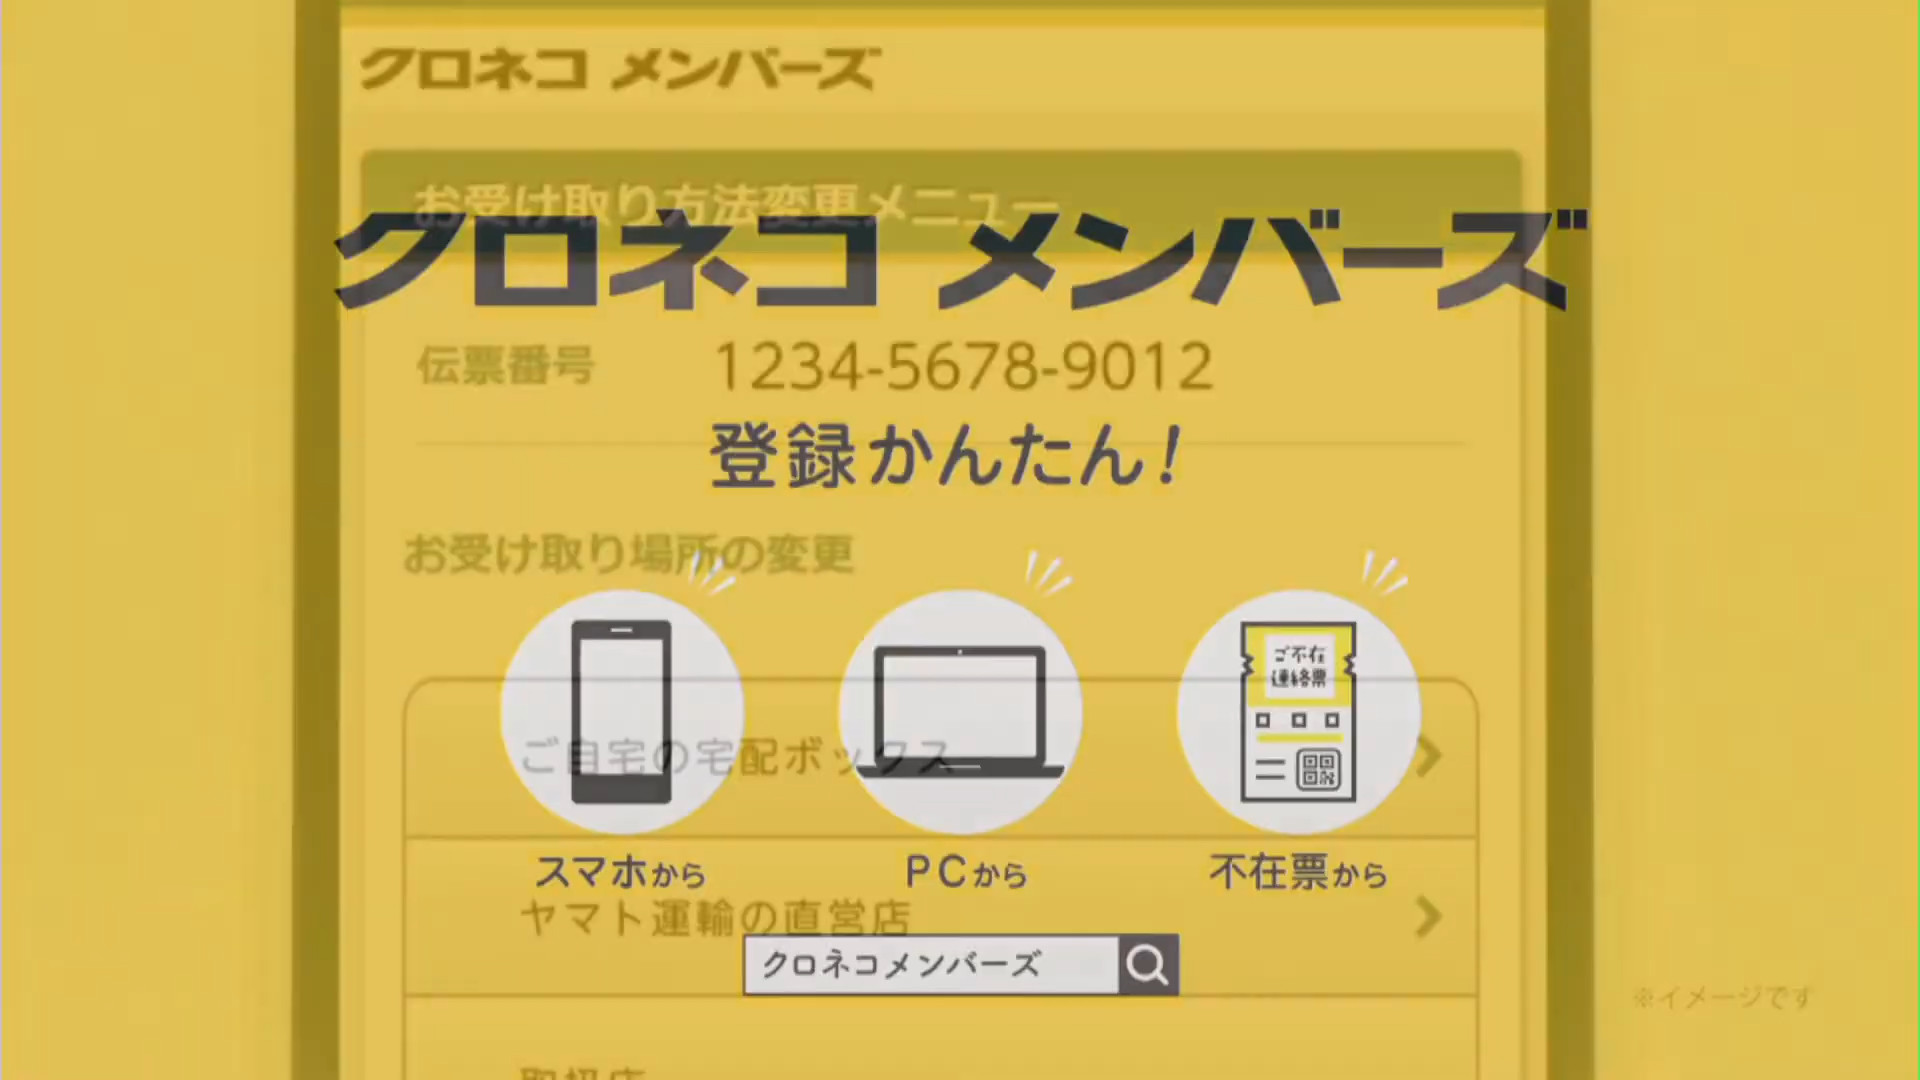 クロネコ メンバーズ
お受け取り方法変更メニュー
クロネコ メンバーズ
伝票番号 1234-5678-9012
登録かんたん!
お受け取り場所の変更
ご不在
連絡票
ご自宅の宅配ボックス
スマホから PCから 不在票から
ヤマト運輸の直営店
クロネコメンバーズ
※イメージです
取扱店